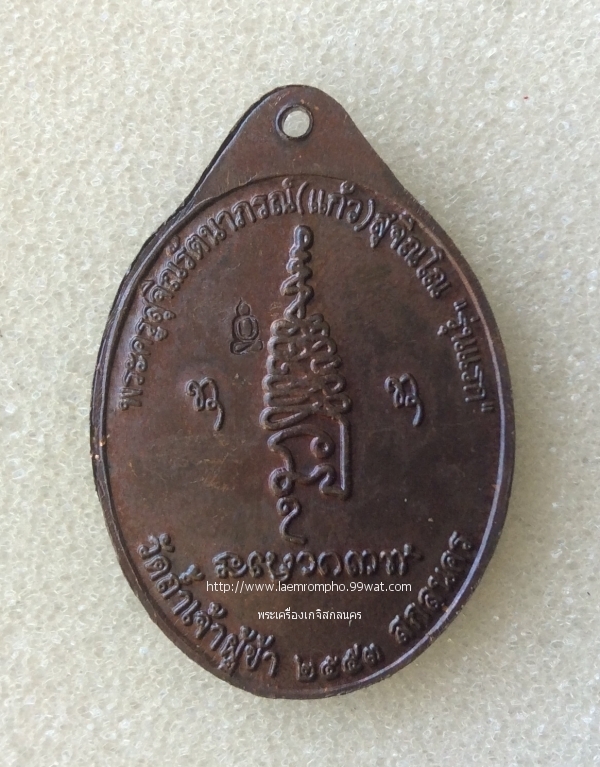 พระครูสุจิณรัตนาภรณ์(แก้ว)สุจิณโณ "รุ่นแรก"
http://www.laemrompho.99wat.com
พระเครื่องเกจิสกลนคร
วัดถ้ำเจ้าผู้ข้า ๒๕๕๓ สกลนคร